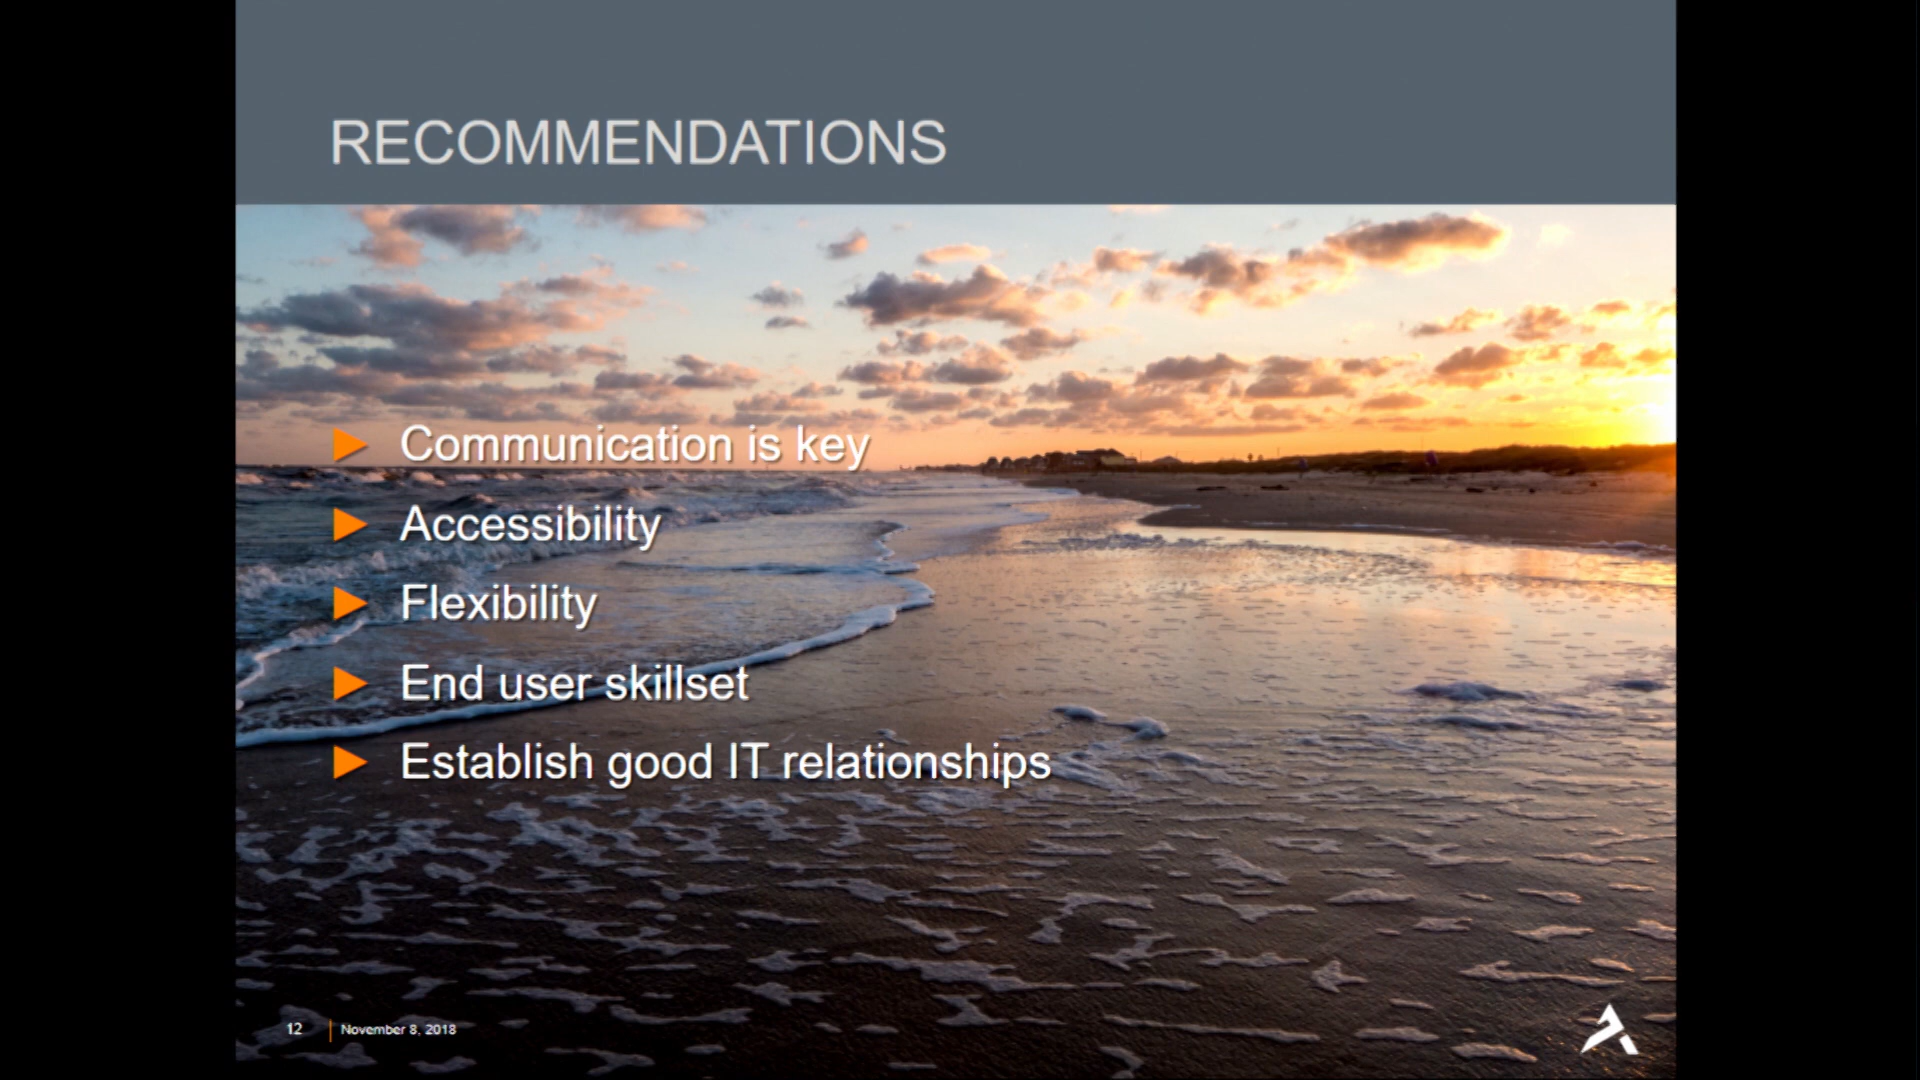 RECOMMENDATIONS
Communication is key
Accessibility
Flexibility
End user skillset
Establish good IT relationships
12
November 8, 2018